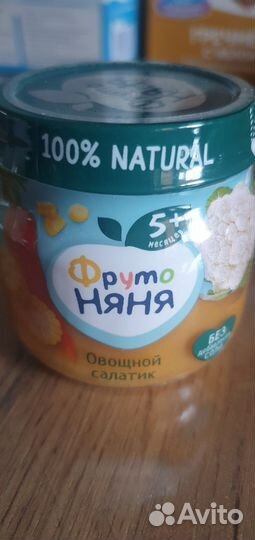 100% NATURAL
5+
месяцев
Фруто
Няня
Овощной
салатик
БЕЗ
Avito